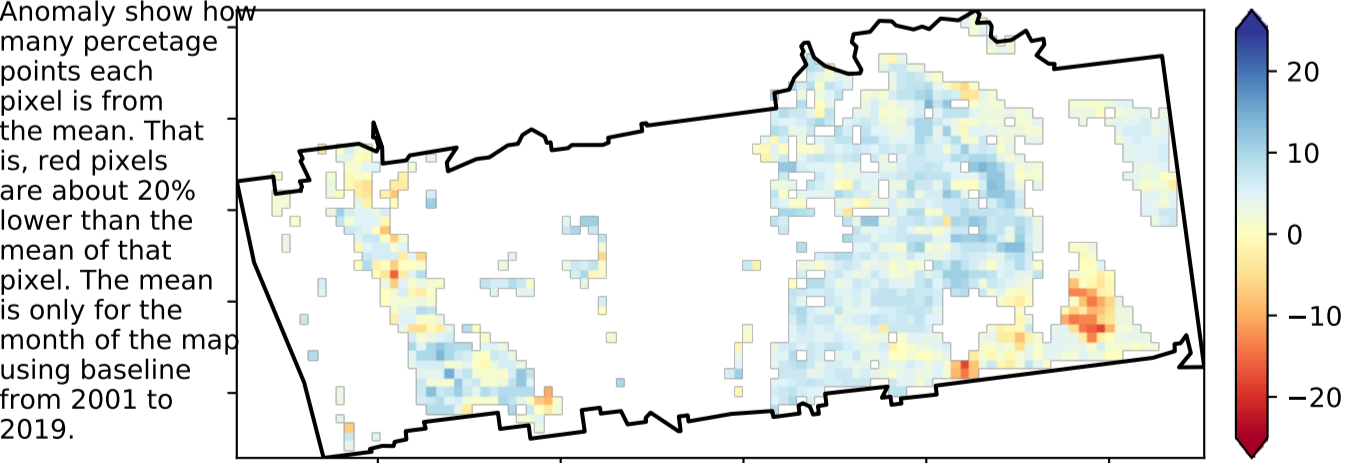 Anomaly show how
many percetage
points each
pixel is from
the mean. That
is, red pixels
are about 20%
lower than the
mean of that
pixel. The mean
is only for the
month of the map
using baseline
from 2001 to
2019.
20
10
0
−10
−20